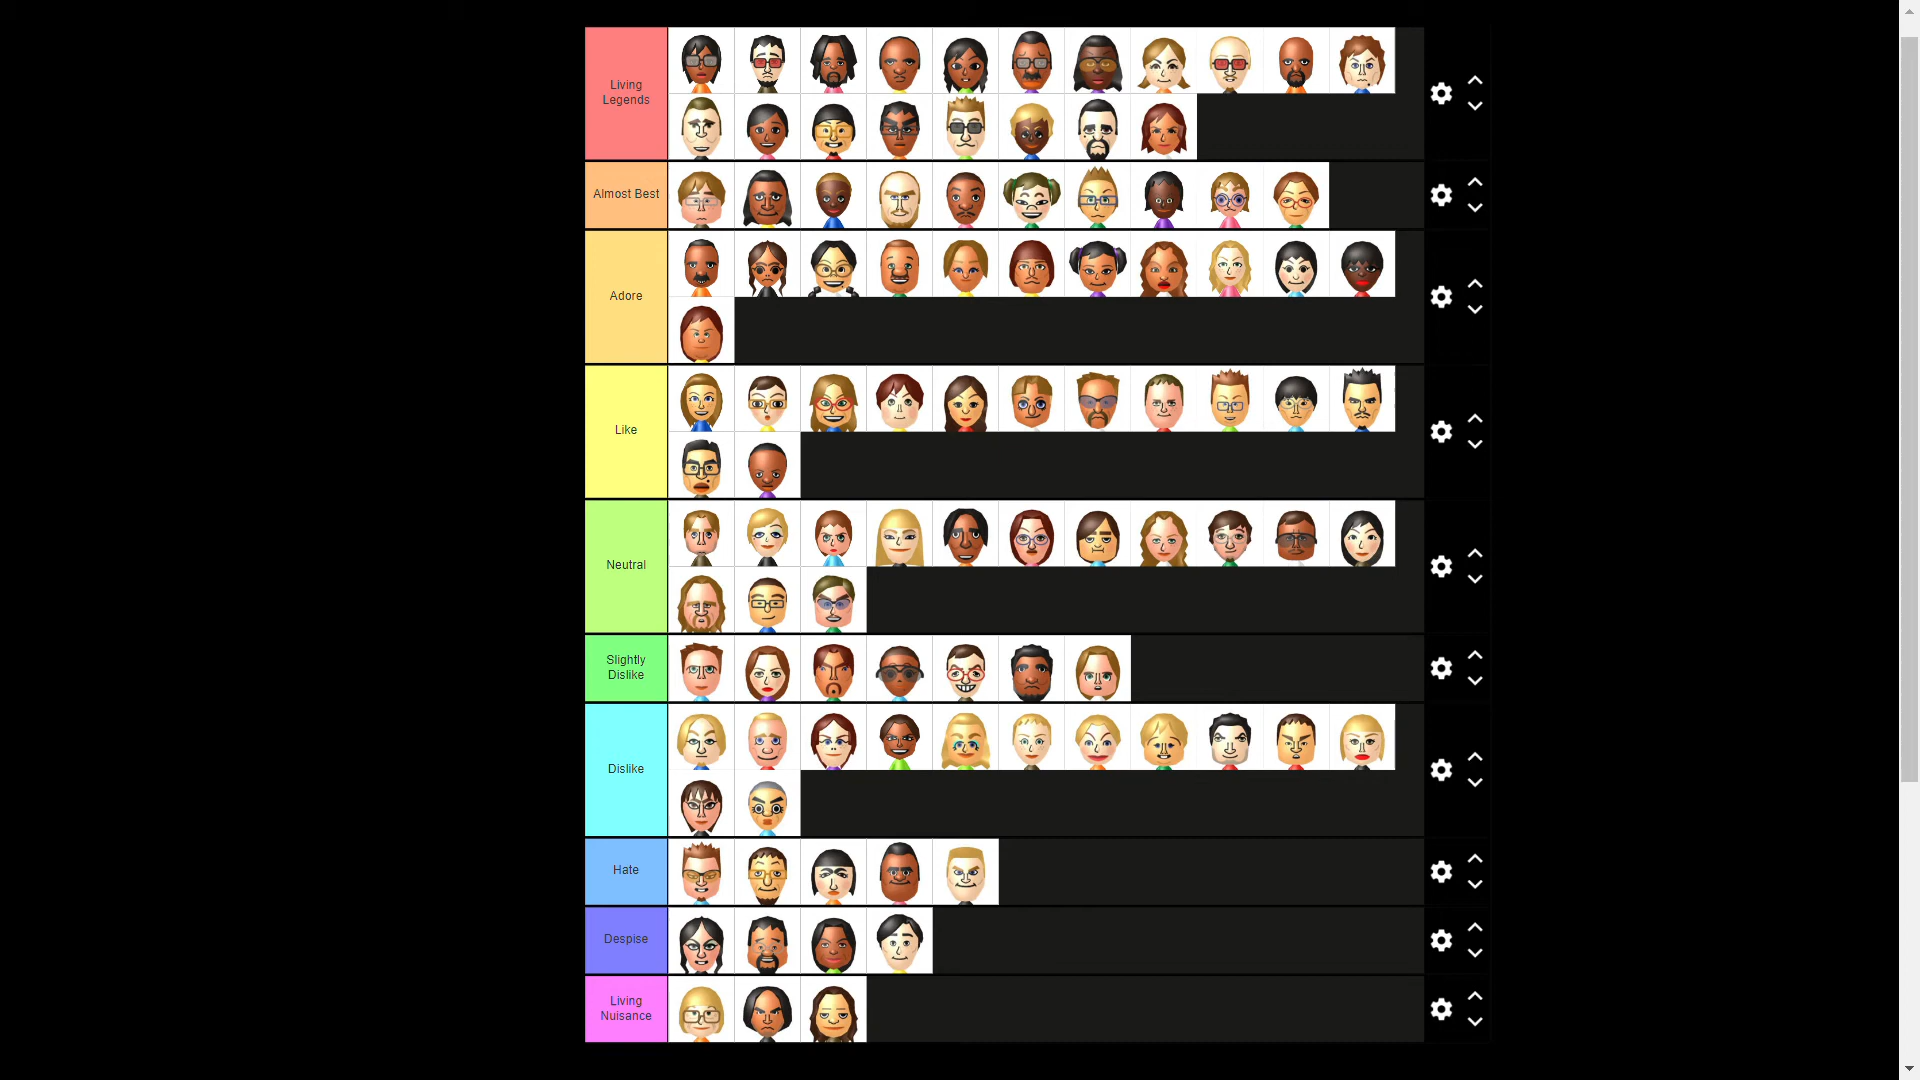 Living
Legends
Almost Best
Adore
Like
Neutral
Slightly
Dislike
Dislike
Hate
Despise
Living
Nuisance